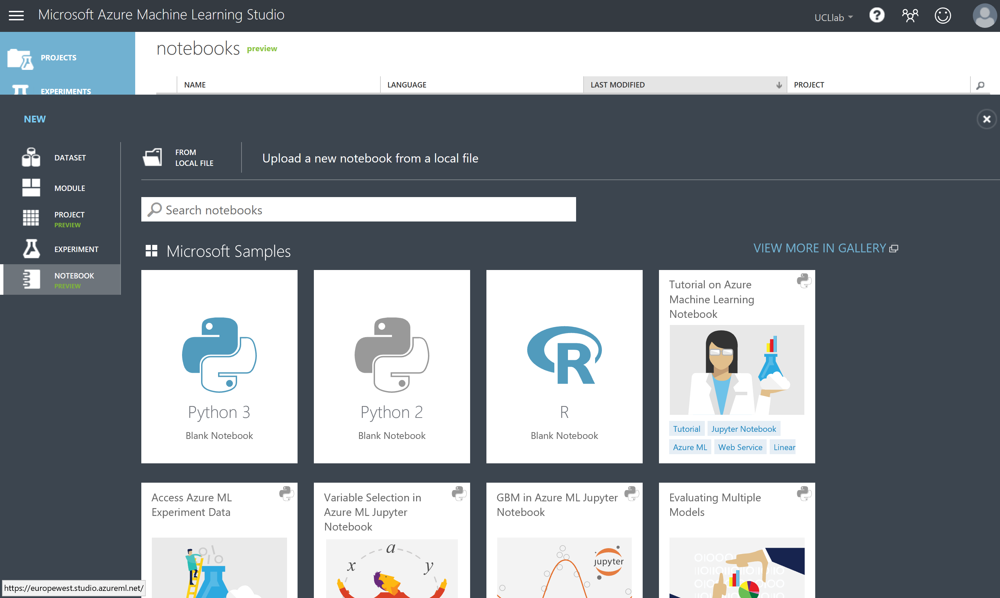 Microsoft Azure Machine Learning Studio
UCLlab
PROJECTS
EXPERIMENTS
notebooks preview
NAME
LANGUAGE
LAST MODIFIED
PROJECT
NEW
DATASET
MODULE
PROJECT
PREVIEW
EXPERIMENT
NOTEBOOK
PREVIEW
FROM
LOCAL FILE
Upload a new notebook from a local file
Search notebooks
Microsoft Samples
VIEW MORE IN GALLERY
Python 3
Blank Notebook
Python 2
Blank Notebook
R
R
Blank Notebook
Tutorial on Azure
Machine Learning
Notebook
Tutorial Jupyter Notebook
Azure ML Web Service Linear
Access Azure ML
Experiment Data
Variable Selection in
Azure ML Jupyter
Notebook
a
x y
GBM in Azure ML Jupyter
Notebook
jupyter
Evaluating Multiple
Models
https://europewest.studio.azureml.net/